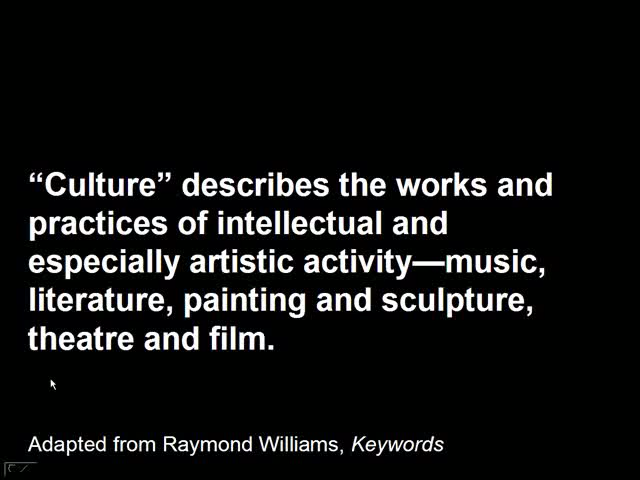 “Culture” describes the works and
practices of intellectual and
especially artistic activity—music,
literature, painting and sculpture,
theatre and film.
Adapted from Raymond Williams, Keywords